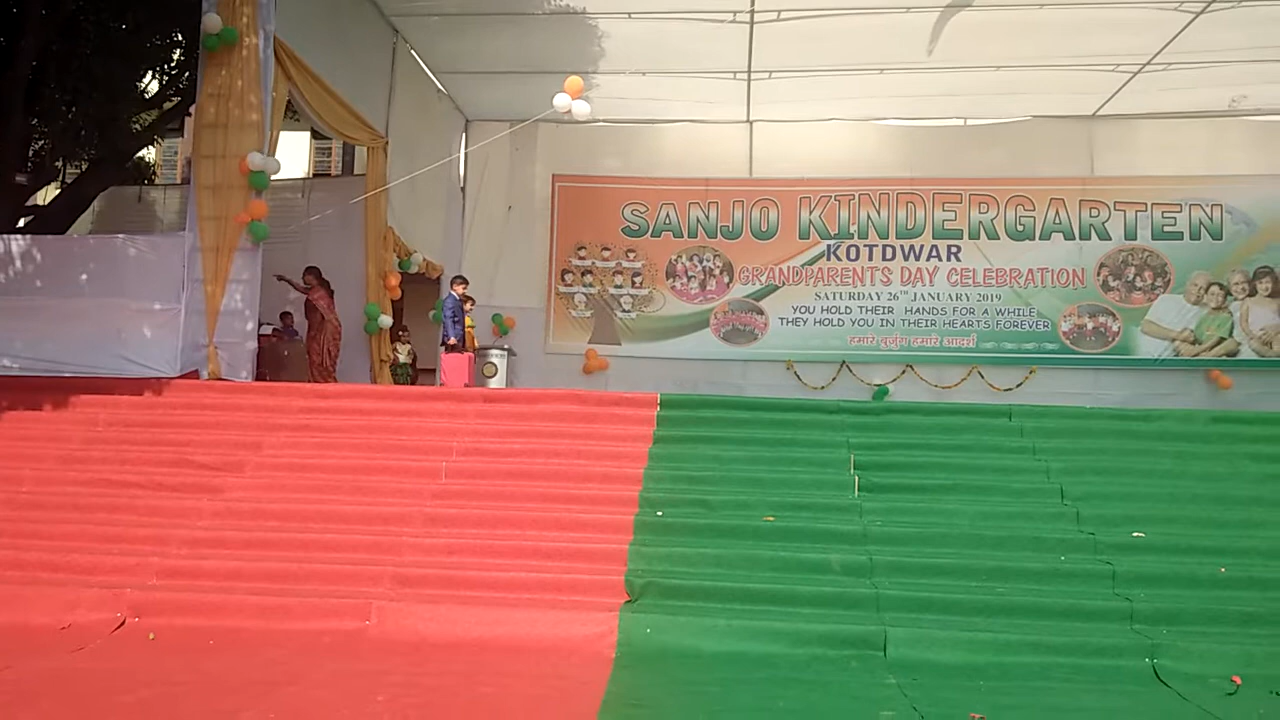 SANJO KINDERGARTEN
KOTDWAR
GRANDPARENTS DAY CELEBRATION
SATURDAY 26TH JANUARY 2019
YOU HOLD THEIR HANDS FOR A WHILE
THEY HOLD YOU IN THEIR HEARTS FOREVER
हमारे बुर्जुग हमारे आदर्श